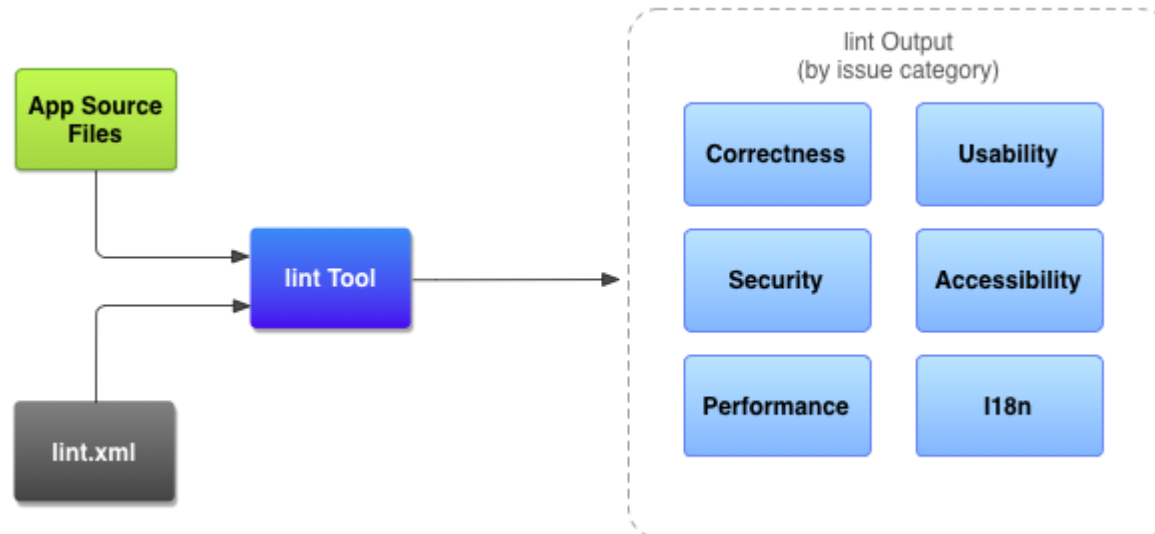 lint Output
(by issue category)
App Source
Files
Correctness
Usability
lint Tool
Security
Accessibility
lint.xml
Performance
I18n